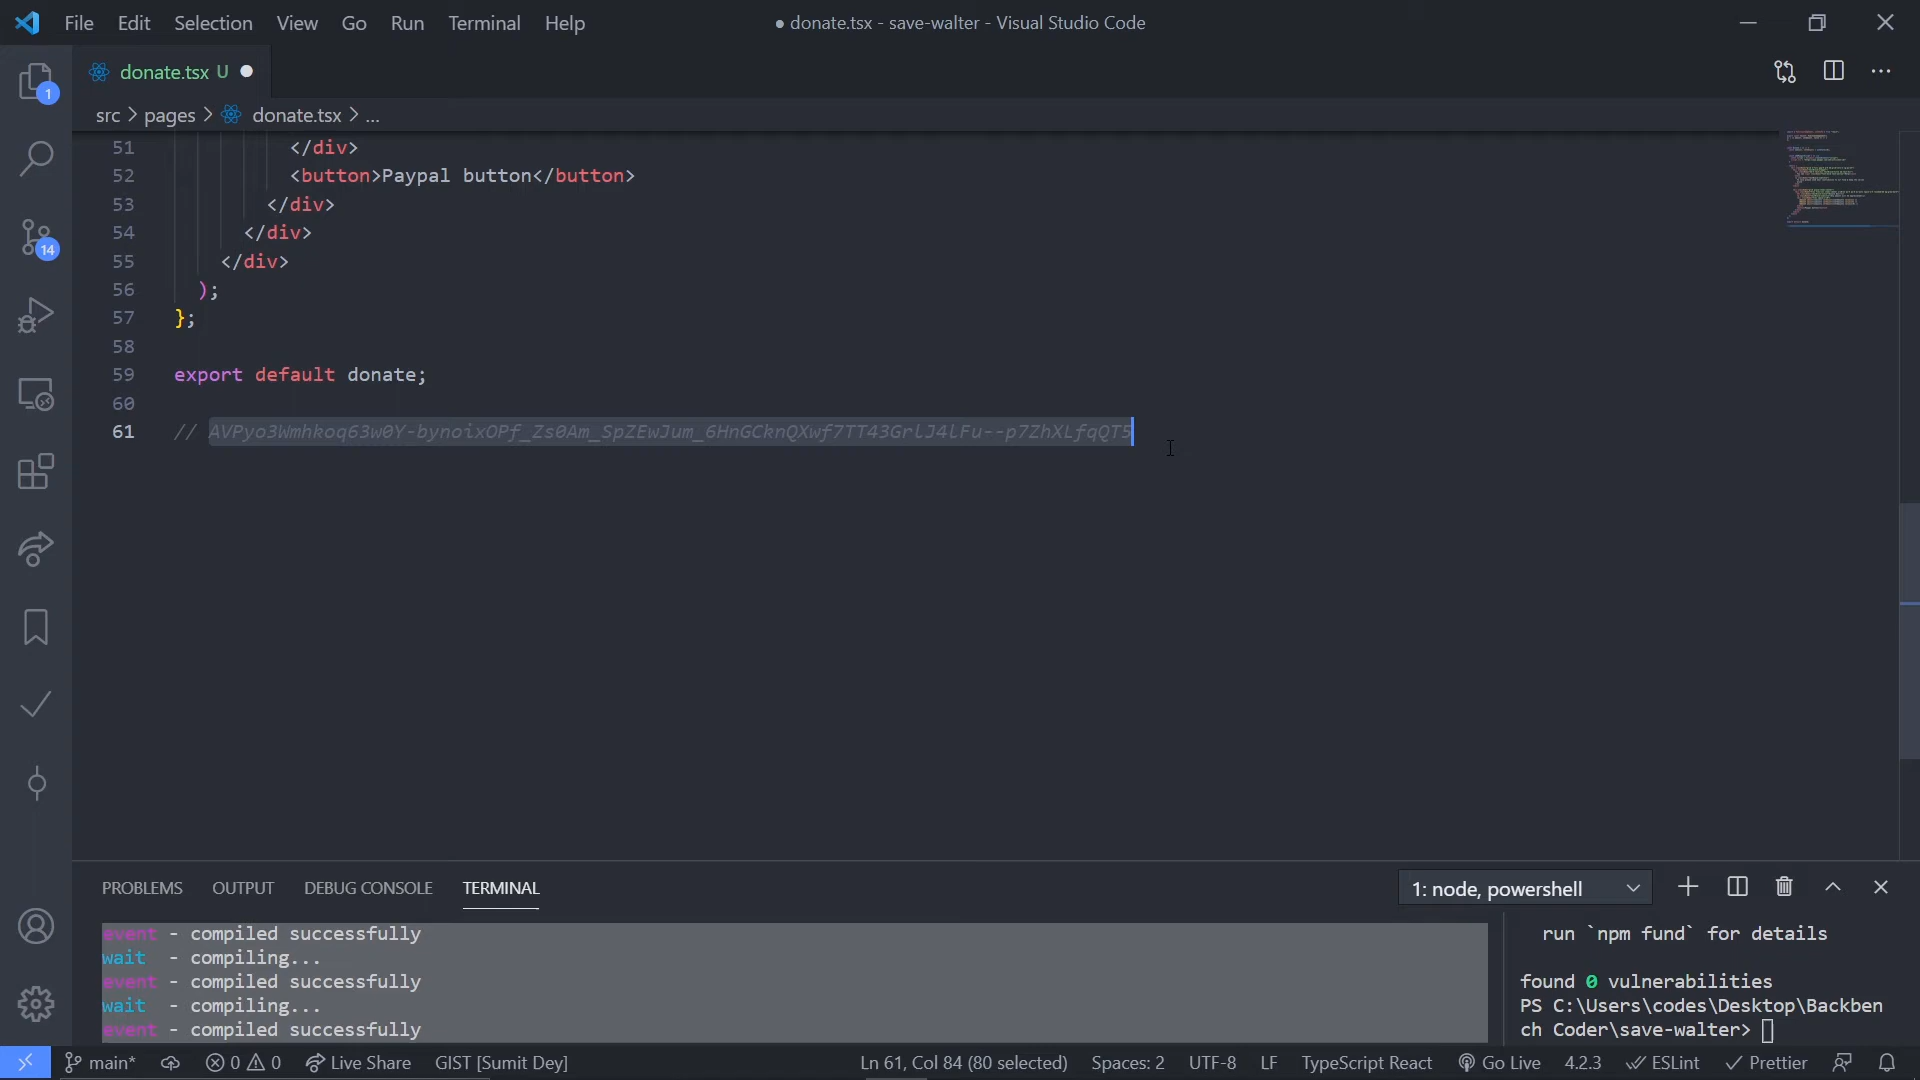 File Edit Selection View Go Run Terminal Help
● donate.tsx - save-walter - Visual Studio Code
donate.tsx U ●
1
src > pages > donate.tsx > ...
51 </div>
52 <button>Paypal button</button>
53 </div>
54 </div>
55 </div>
56 );
57 };
58
59 export default donate;
60
61 // AVPyo3Wmhkoq63w0Y-bynoixOPf_Zs0Am_SpZEwJum_6HnGCknQXwf7TT43GrlJ4lFu--p7ZhXLfqQT5
14
PROBLEMS OUTPUT DEBUG CONSOLE TERMINAL
1: node, powershell
event - compiled successfully
wait - compiling...
event - compiled successfully
wait - compiling...
event - compiled successfully
run `npm fund` for details
found 0 vulnerabilities
PS C:\Users\codes\Desktop\Backben
ch Coder\save-walter>
main* 0 0 Live Share GIST [Sumit Dey] Ln 61, Col 84 (80 selected) Spaces: 2 UTF-8 LF TypeScript React Go Live 4.2.3 ESLint Prettier